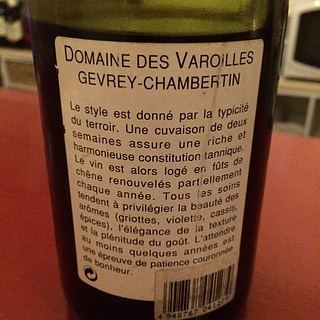 DOMAINE DES VAROILLES
GEVREY-CHAMBERTIN
Le style est donné par la typicité
du terroir. Une cuvaison de deux
semaines assure une riche et
harmonieuse constitution tannique.
Le vin est alors logé en fûts de
chêne renouvelés partiellement
chaque année. Tous les soins
tendent à privilégier la beauté des
arômes (griottes, violette, cassis,
épices), l'élégance de la texture
et la plénitude du goût. L'attendre
au moins quelques années est
une épreuve de patience couronnée
de bonheur.